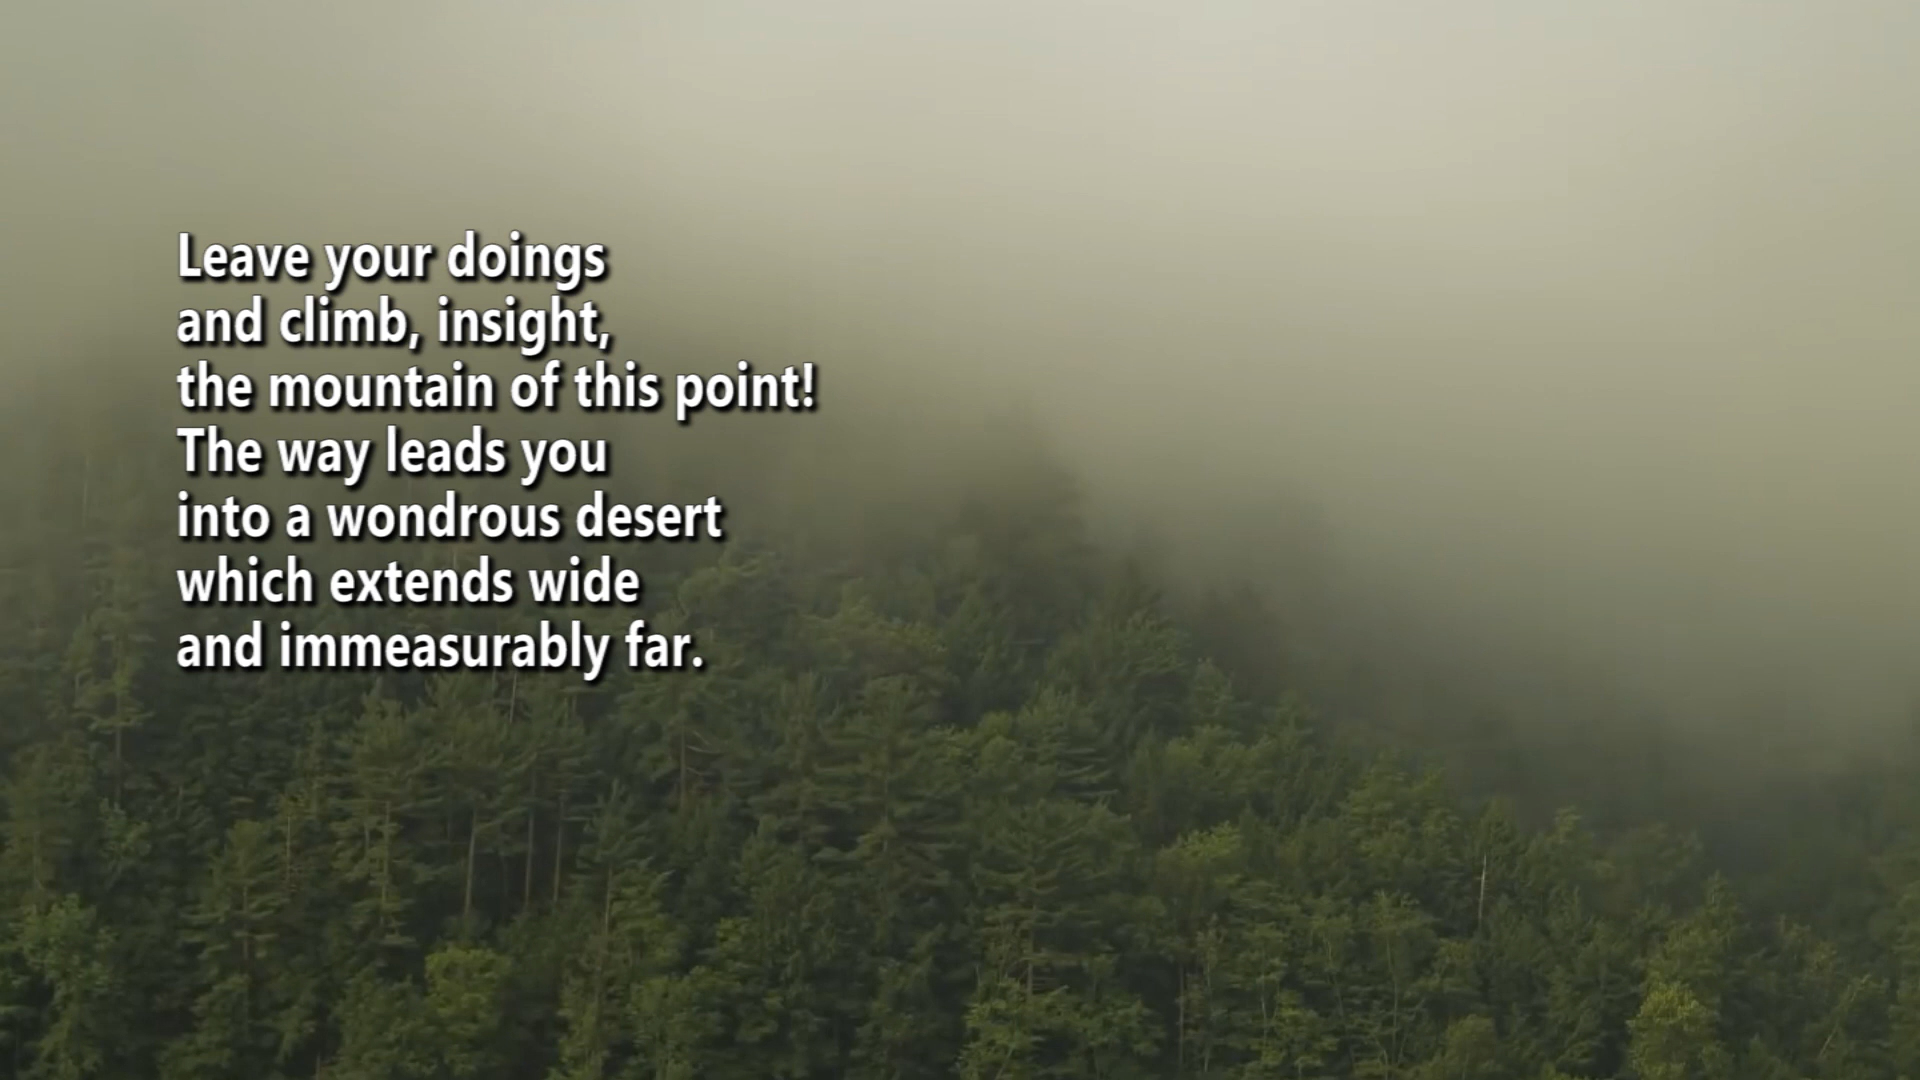 Leave your doings
and climb, insight,
the mountain of this point!
The way leads you
into a wondrous desert
which extends wide
and immeasurably far.